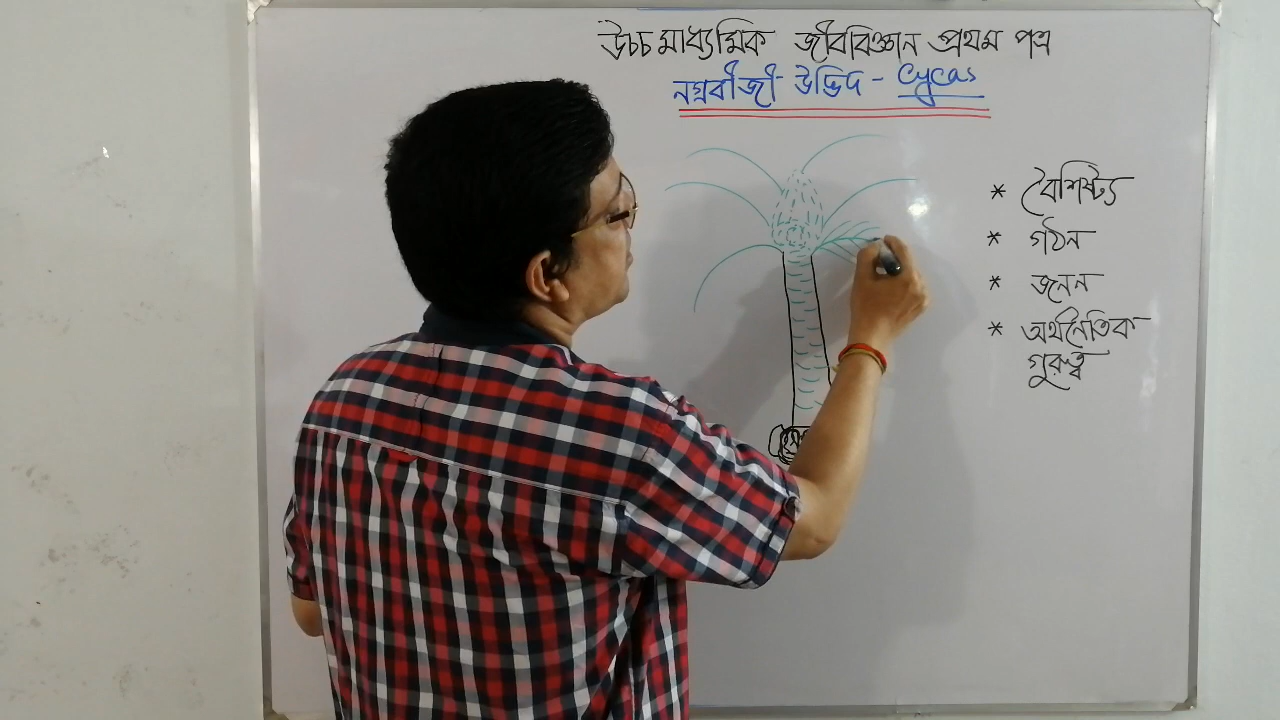 উচ্চ মাধ্যমিক জীববিজ্ঞান প্রথম পত্র
নগ্নবীজী উদ্ভিদ - Cycas
* বৈশিষ্ট্য
* গঠন
* জনন
* অর্থনৈতিক
গুরুত্ব